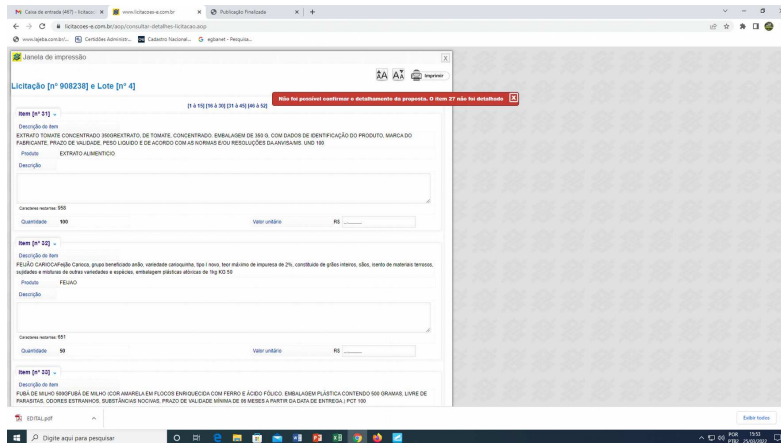 Caixa de entrada (467) - licitacoes
www.licitacoes-e.com.br
Publicação Finalizada
licitacoes-e.com.br/aop/consultar-detalhes-licitacao.aop
www.lajeba.com.br/...
Certidões Administr...
Cadastro Nacional...
egbanet - Pesquisa...
Janela de impressão
X
AA AA Imprimir
Licitação [nº 908238] e Lote [nº 4]
Não foi possível confirmar o detalhamento da proposta. O item 27 não foi detalhado X
[1 à 15] [16 à 30] [31 à 45] [46 à 52]
Item [nº 31]
Descrição do item
EXTRATO TOMATE CONCENTRADO 350GREXTRATO, DE TOMATE, CONCENTRADO. EMBALAGEM DE 350 G, COM DADOS DE IDENTIFICAÇÃO DO PRODUTO, MARCA DO
FABRICANTE, PRAZO DE VALIDADE, PESO LIQUIDO E DE ACORDO COM AS NORMAS E/OU RESOLUÇÕES DA ANVISA/MS. UND 100
Produto EXTRATO ALIMENTICIO
Descrição
Caracteres restantes: 958
Quantidade 100 Valor unitário R$
Item [nº 32]
Descrição do item
FEIJÃO CARIOCAFeijão Carioca, grupo beneficiado anão, variedade carioquinha, tipo I novo, teor máximo de impureza de 2%, constituído de grãos inteiros, sãos, isento de materiais terrosos,
sujidades e misturas de outras variedades e espécies, embalagem plásticas atóxicas de 1kg KG 50
Produto FEIJAO
Descrição
Caracteres restantes: 651
Quantidade 50 Valor unitário R$
Item [nº 33]
Descrição do item
FUBÁ DE MILHO 500GFUBÁ DE MILHO (COR AMARELA EM FLOCOS ENRIQUECIDA COM FERRO E ÁCIDO FÓLICO. EMBALAGEM PLÁSTICA CONTENDO 500 GRAMAS, LIVRE DE
PARASITAS, ODORES ESTRANHOS, SUBSTÂNCIAS NOCIVAS, PRAZO DE VALIDADE MÍNIMA DE 06 MESES A PARTIR DA DATA DE ENTREGA.) PCT 100
EDITAL.pdf
Exibir todos
Digite aqui para pesquisar
POR 15:53
PTB2 25/03/2022